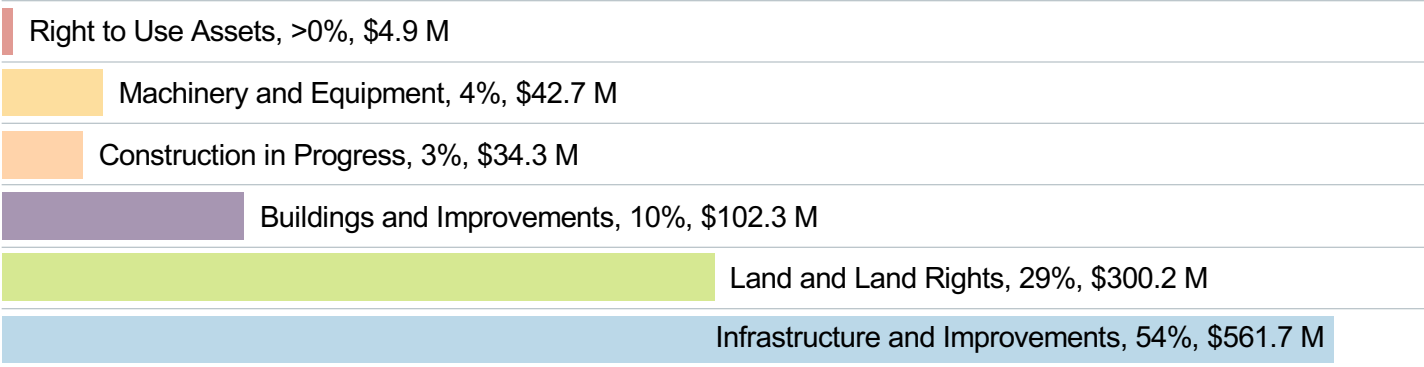 Right to Use Assets, >0%, $4.9 M
Machinery and Equipment, 4%, $42.7 M
Construction in Progress, 3%, $34.3 M
Buildings and Improvements, 10%, $102.3 M
Land and Land Rights, 29%, $300.2 M
Infrastructure and Improvements, 54%, $561.7 M